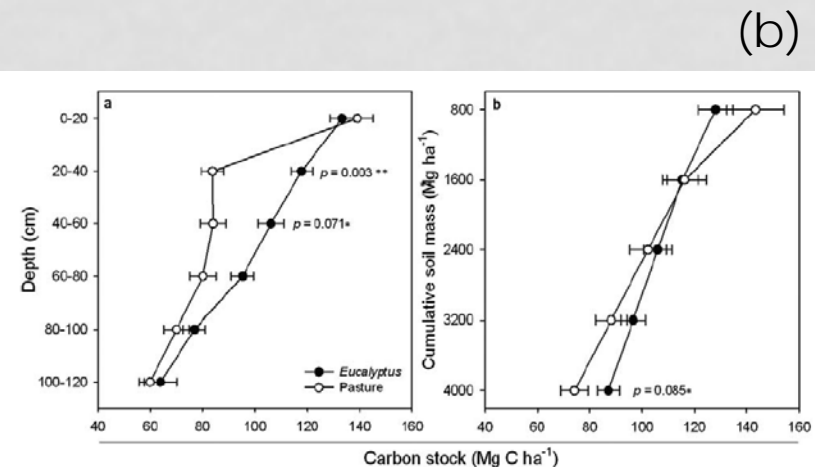 (b)
a
Depth (cm)
0-20
20-40
40-60
60-80
80-100
100-120
p = 0.003 **
p = 0.071*
Eucalyptus
Pasture
40 60 80 100 120 140 160
b
Cumulative soil mass (Mg ha-1)
800
1600
2400
3200
4000
p = 0.085*
40 60 80 100 120 140 160
Carbon stock (Mg C ha-1)